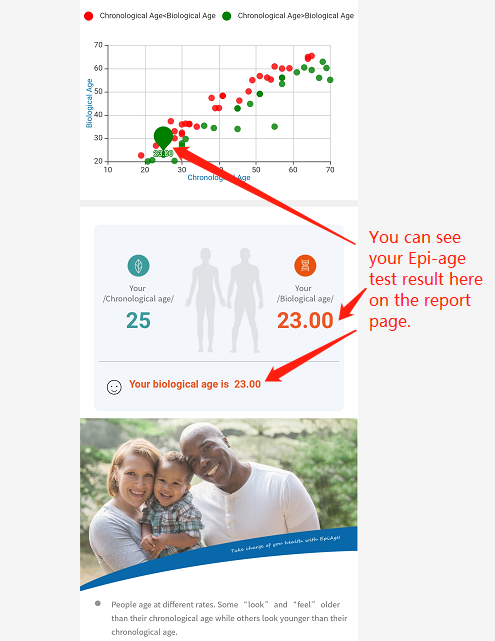 Chronological Age<Biological Age
Chronological Age>Biological Age
70
60
50
40
30
20
Biological Age
23.00
10
20
30
40
50
60
70
Chronological Age
You can see
your Epi-age
test result here
on the report
page.
Your
/Chronological age/
25
Your
/Biological age/
23.00
Your biological age is 23.00
Take charge of you health with EpiAge!
People age at different rates. Some “look” and “feel” older
than their chronological age while others look younger than their
chronological age.